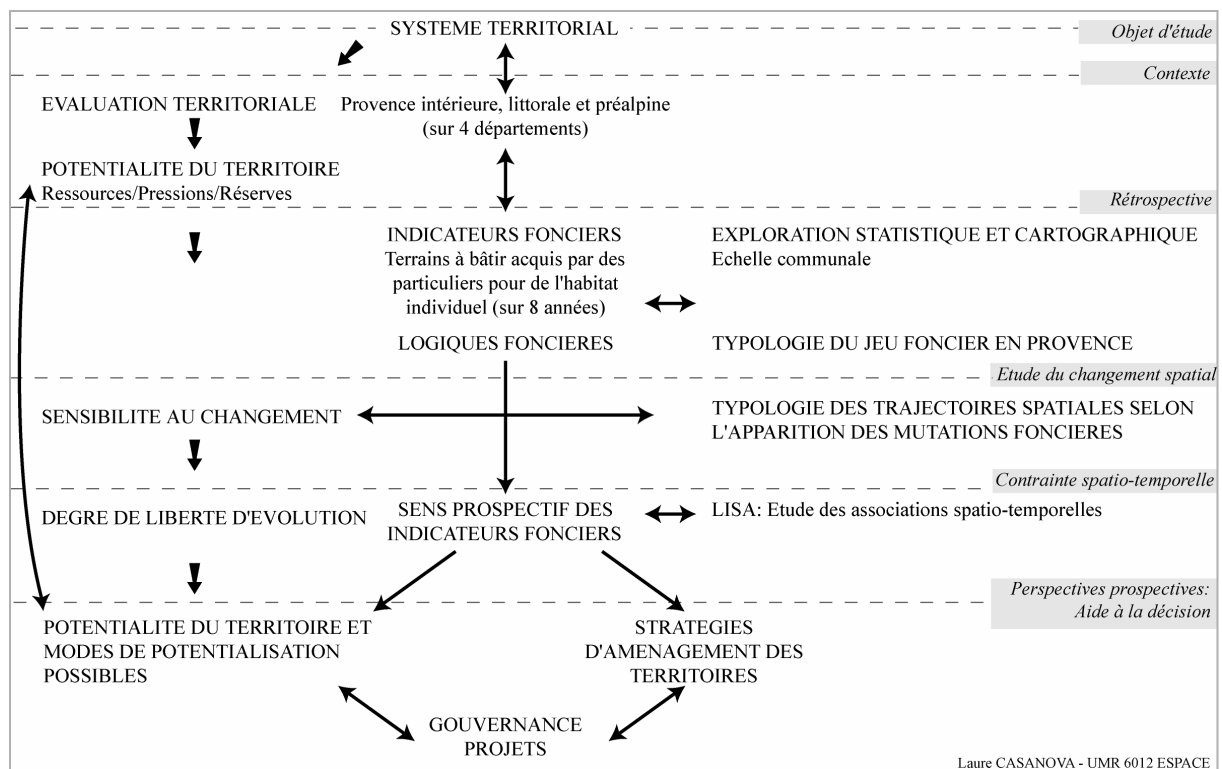 SYSTEME TERRITORIAL
Objet d'étude
Contexte
EVALUATION TERRITORIALE
Provence intérieure, littorale et préalpine
(sur 4 départements)
POTENTIALITE DU TERRITOIRE
Ressources/Pressions/Réserves
Rétrospective
INDICATEURS FONCIERS
Terrains à bâtir acquis par des
particuliers pour de l'habitat
individuel (sur 8 années)
EXPLORATION STATISTIQUE ET CARTOGRAPHIQUE
Echelle communale
LOGIQUES FONCIERES
TYPOLOGIE DU JEU FONCIER EN PROVENCE
Etude du changement spatial
SENSIBILITE AU CHANGEMENT
TYPOLOGIE DES TRAJECTOIRES SPATIALES SELON
L'APPARITION DES MUTATIONS FONCIERES
Contrainte spatio-temporelle
DEGRE DE LIBERTE D'EVOLUTION
SENS PROSPECTIF DES
INDICATEURS FONCIERS
LISA: Etude des associations spatio-temporelles
Perspectives prospectives:
Aide à la décision
POTENTIALITE DU TERRITOIRE ET
MODES DE POTENTIALISATION
POSSIBLES
STRATEGIES
D'AMENAGEMENT DES
TERRITOIRES
GOUVERNANCE
PROJETS
Laure CASANOVA - UMR 6012 ESPACE